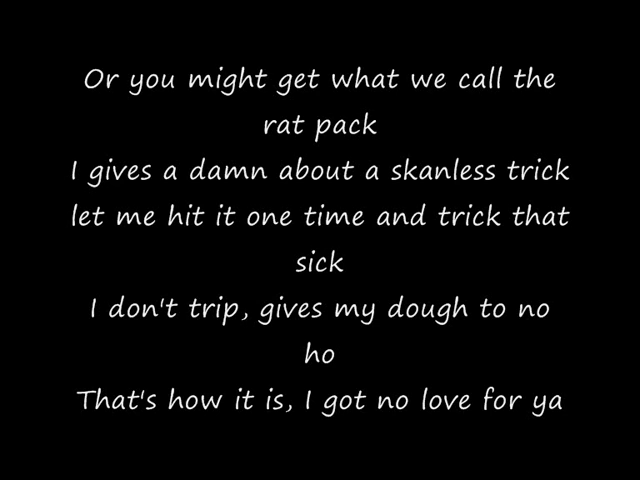 Or you might get what we call the
rat pack
I gives a damn about a skanless trick
let me hit it one time and trick that
sick
I don't trip, gives my dough to no
ho
That's how it is, I got no love for ya